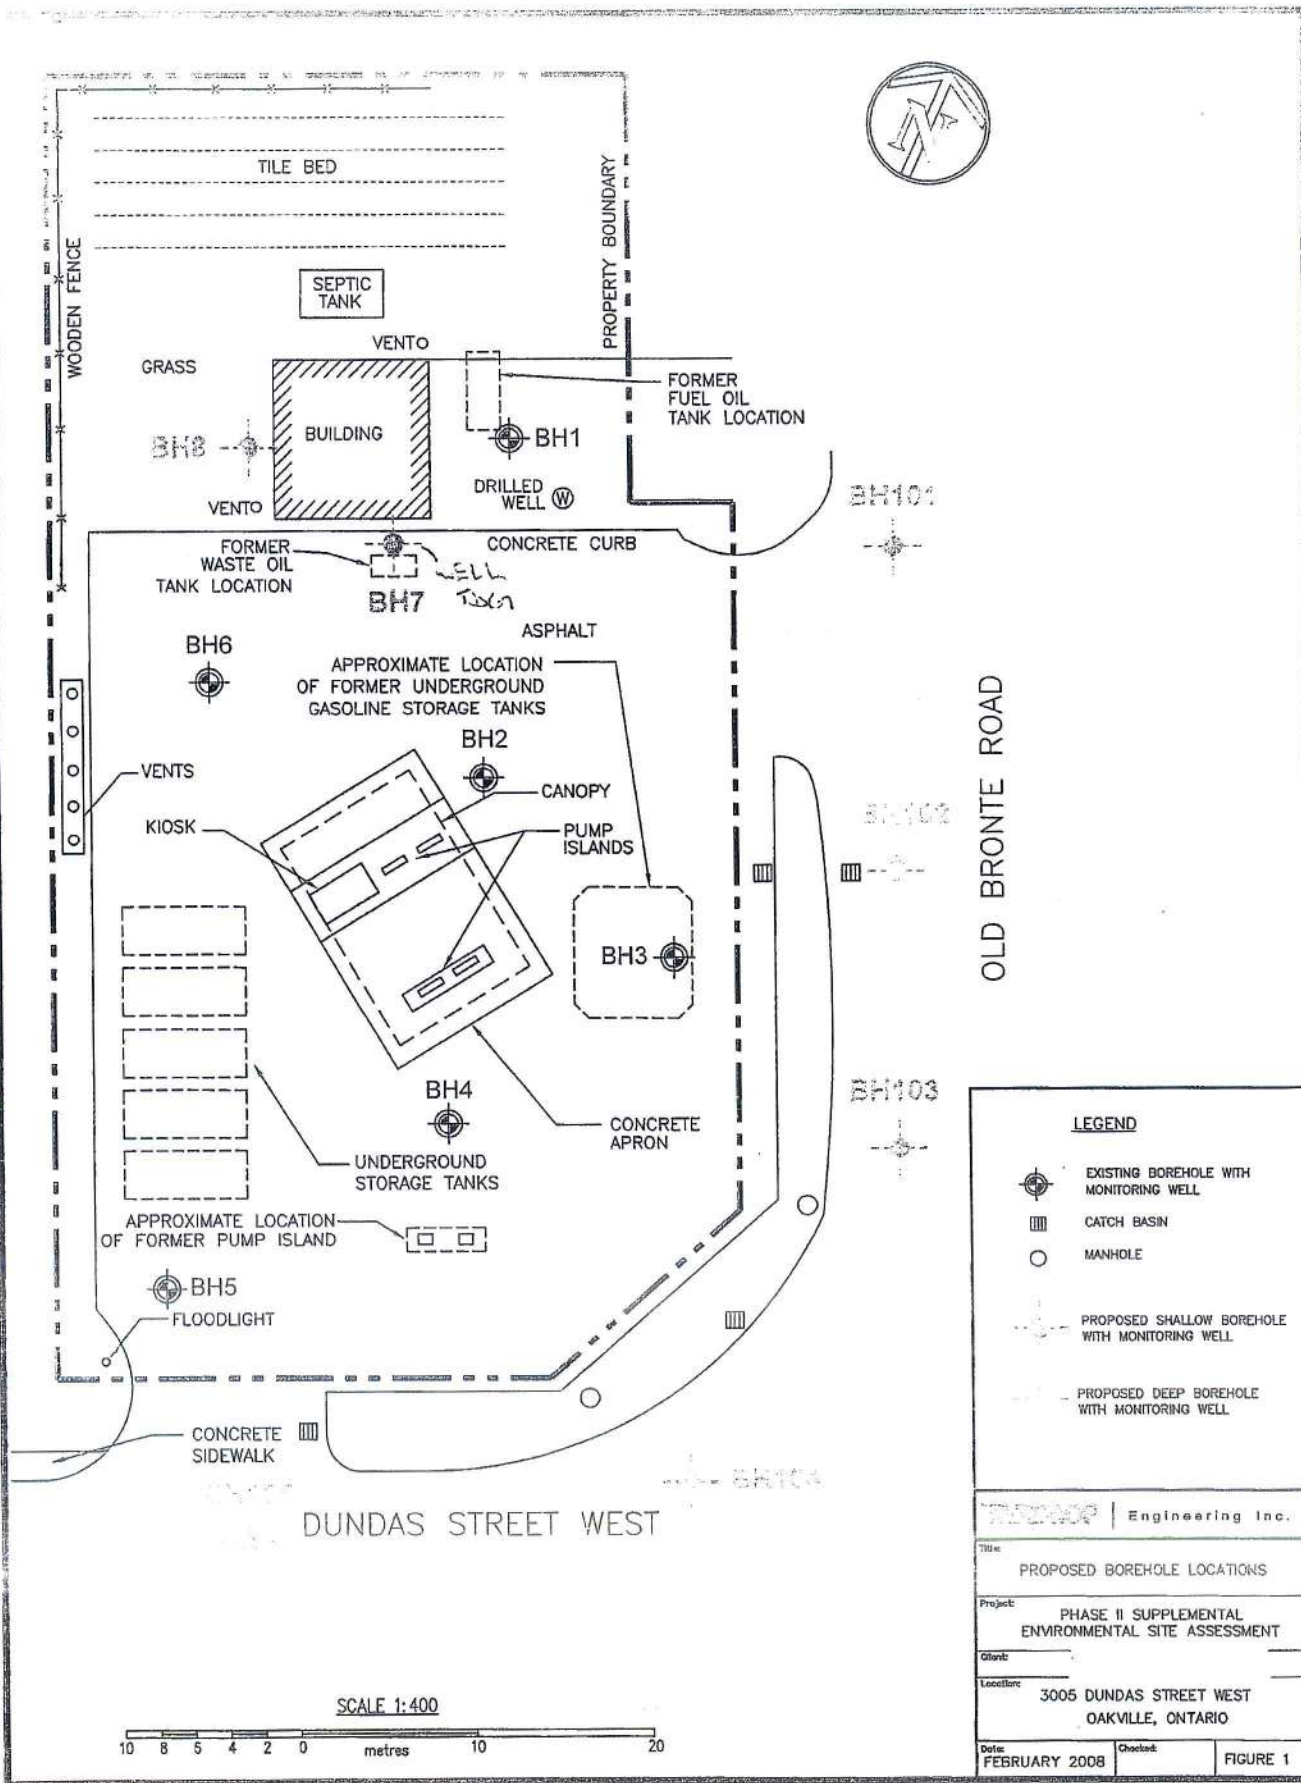 N
TILE BED
WOODEN FENCE
PROPERTY BOUNDARY
SEPTIC
TANK
VENT
GRASS
FORMER
FUEL OIL
TANK LOCATION
BUILDING
BH8
BH1
DRILLED
WELL W
VENT
BH101
FORMER
WASTE OIL
TANK LOCATION
CONCRETE CURB
BH7
ASPHALT
BH6
APPROXIMATE LOCATION
OF FORMER UNDERGROUND
GASOLINE STORAGE TANKS
BH2
VENTS
CANOPY
KIOSK
PUMP
ISLANDS
BH102
OLD BRONTE ROAD
BH3
BH4
BH103
CONCRETE
APRON
UNDERGROUND
STORAGE TANKS
APPROXIMATE LOCATION
OF FORMER PUMP ISLAND
BH5
FLOODLIGHT
CONCRETE
SIDEWALK
BH104
DUNDAS STREET WEST
LEGEND
EXISTING BOREHOLE WITH
MONITORING WELL
CATCH BASIN
MANHOLE
PROPOSED SHALLOW BOREHOLE
WITH MONITORING WELL
PROPOSED DEEP BOREHOLE
WITH MONITORING WELL
Engineering Inc.
Title:
PROPOSED BOREHOLE LOCATIONS
Project:
PHASE II SUPPLEMENTAL
ENVIRONMENTAL SITE ASSESSMENT
Client:
Location:
3005 DUNDAS STREET WEST
OAKVILLE, ONTARIO
Date:
FEBRUARY 2008
Checked:
FIGURE 1
SCALE 1:400
10 8 5 4 2 0 metres 10 20